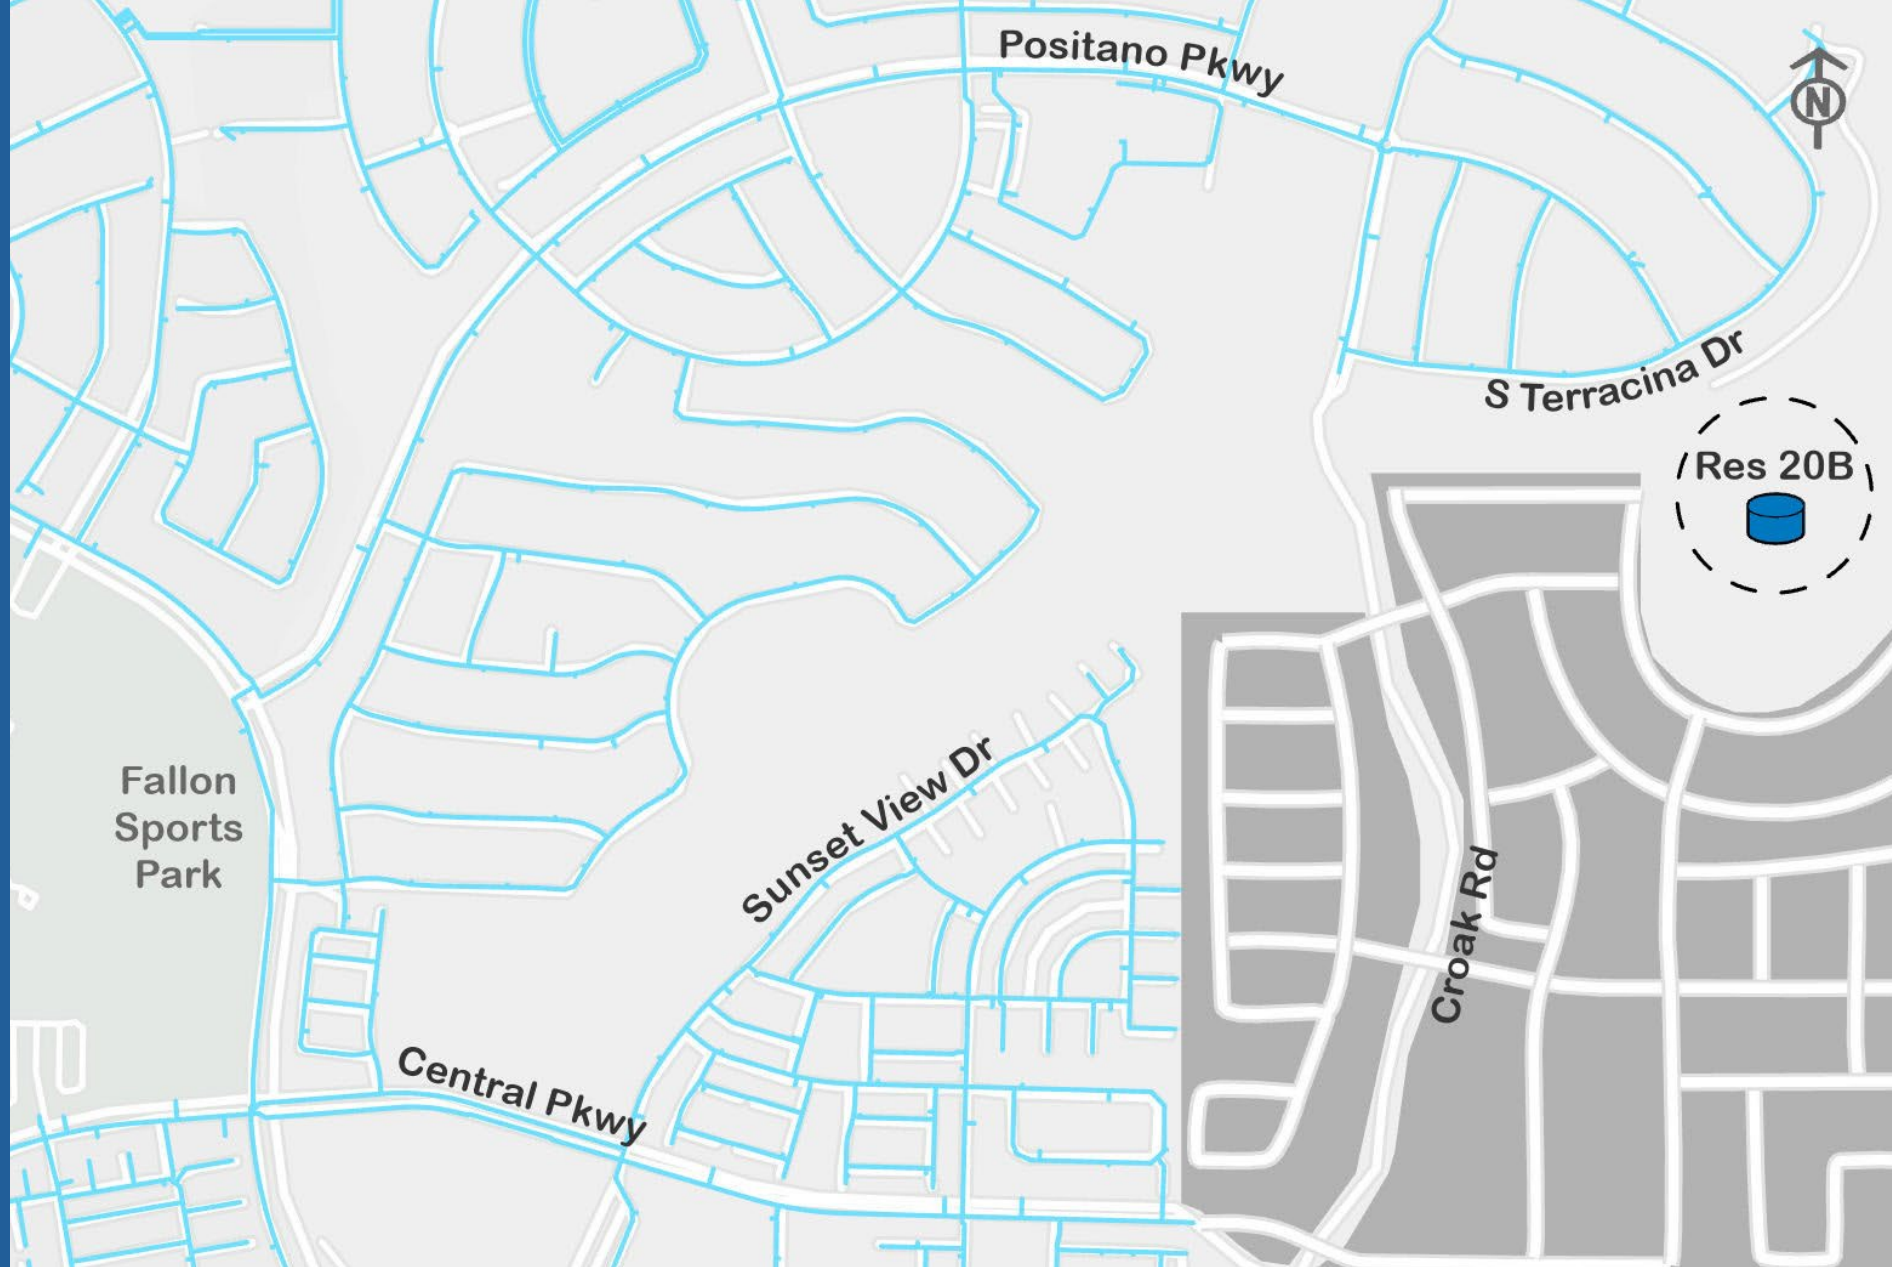 Positano Pkwy
N
S Terracina Dr
Res 20B
Fallon
Sports
Park
Sunset View Dr
Croak Rd
Central Pkwy